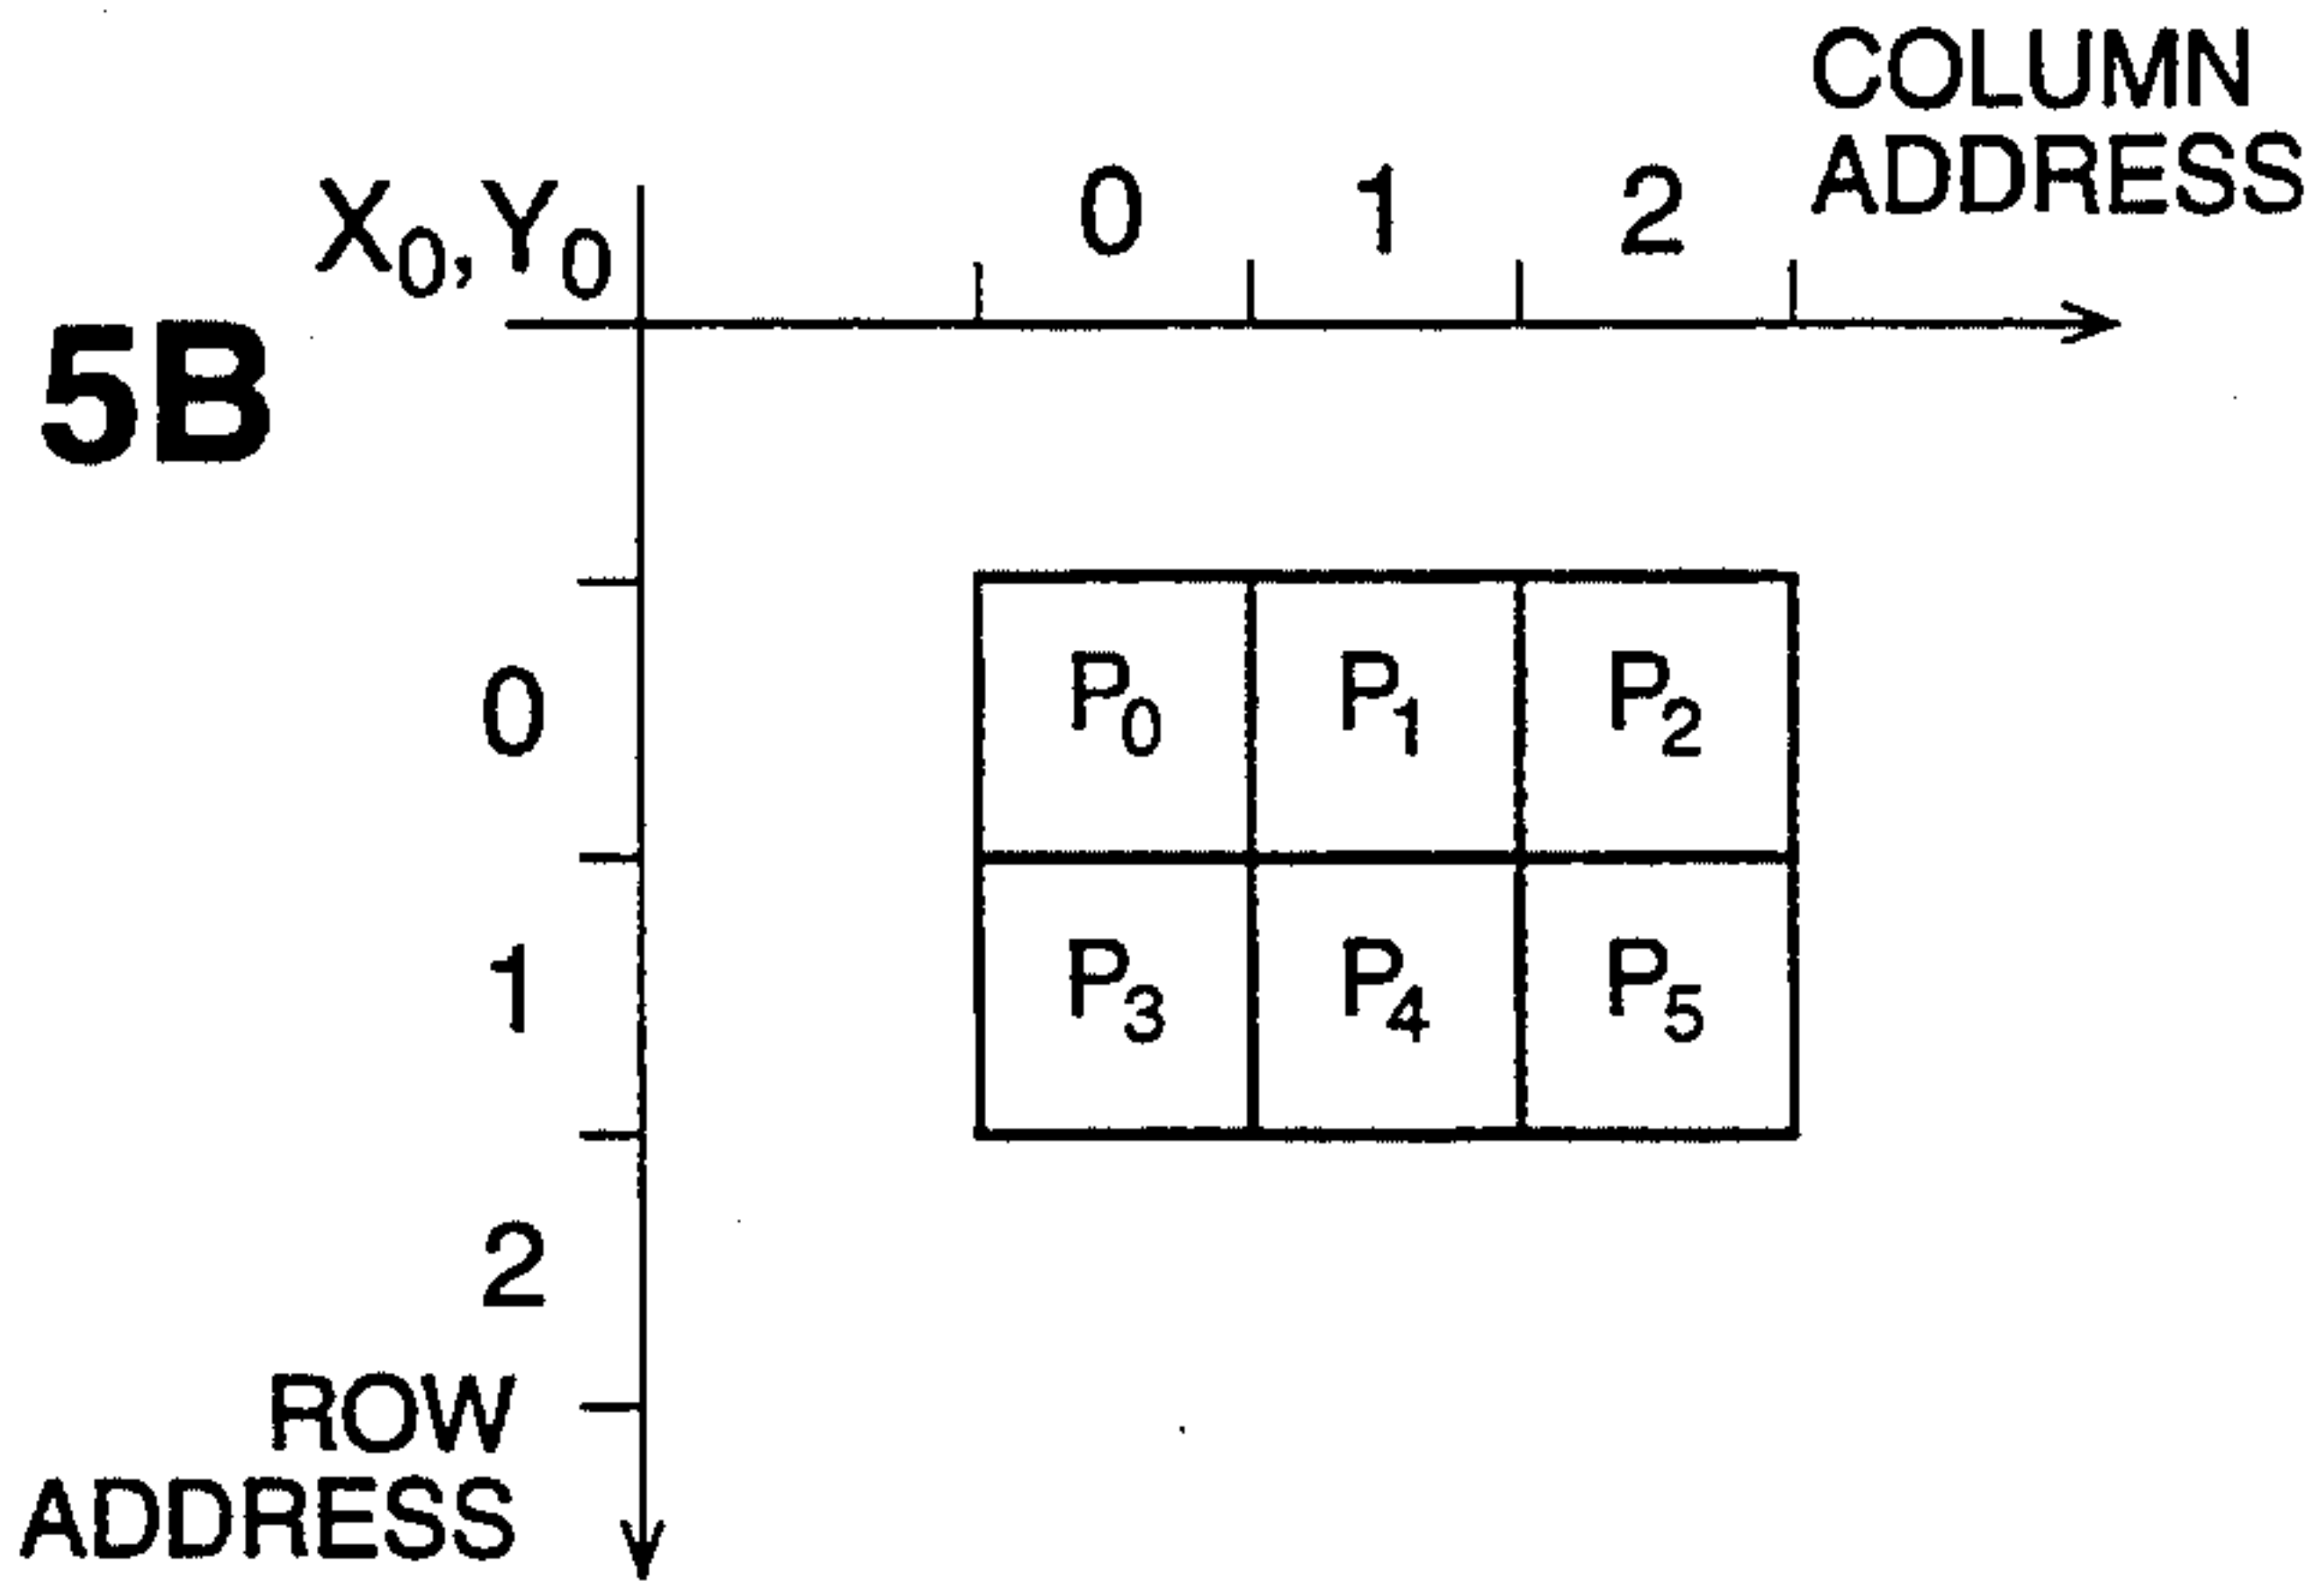 COLUMN
ADDRESS
X0,Y0 0 1 2
5B
0 P0 P1 P2
1 P3 P4 P5
2
ROW
ADDRESS